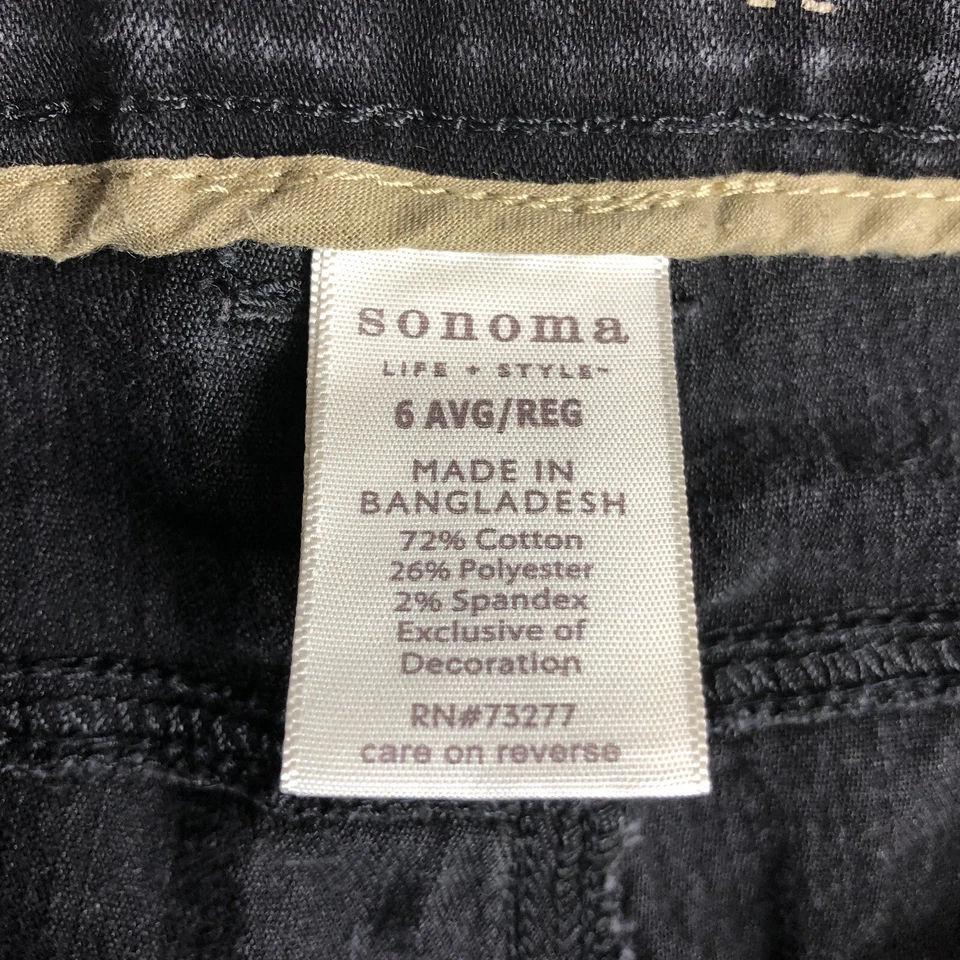 sonoma
LIFE + STYLE™
6 AVG/REG
MADE IN
BANGLADESH
72% Cotton
26% Polyester
2% Spandex
Exclusive of
Decoration
RN#73277
care on reverse